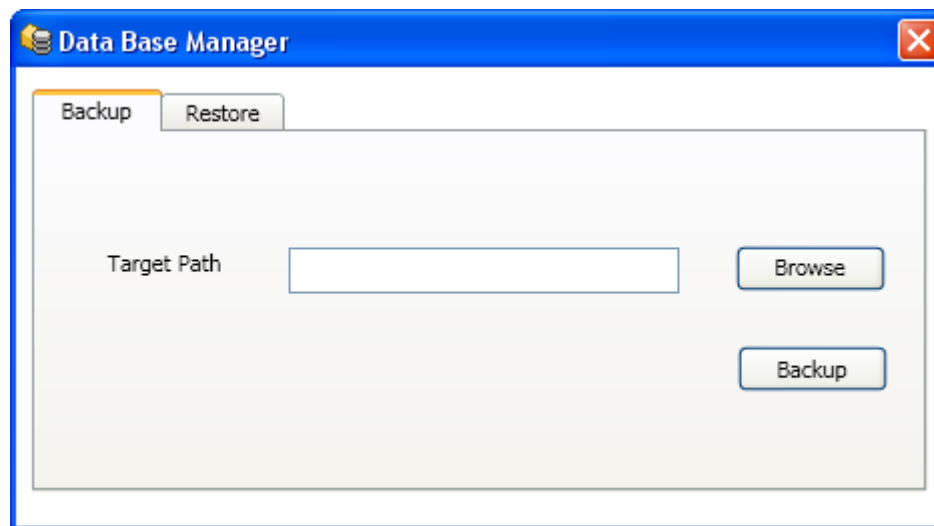 Data Base Manager
Backup Restore
Target Path Browse
Backup